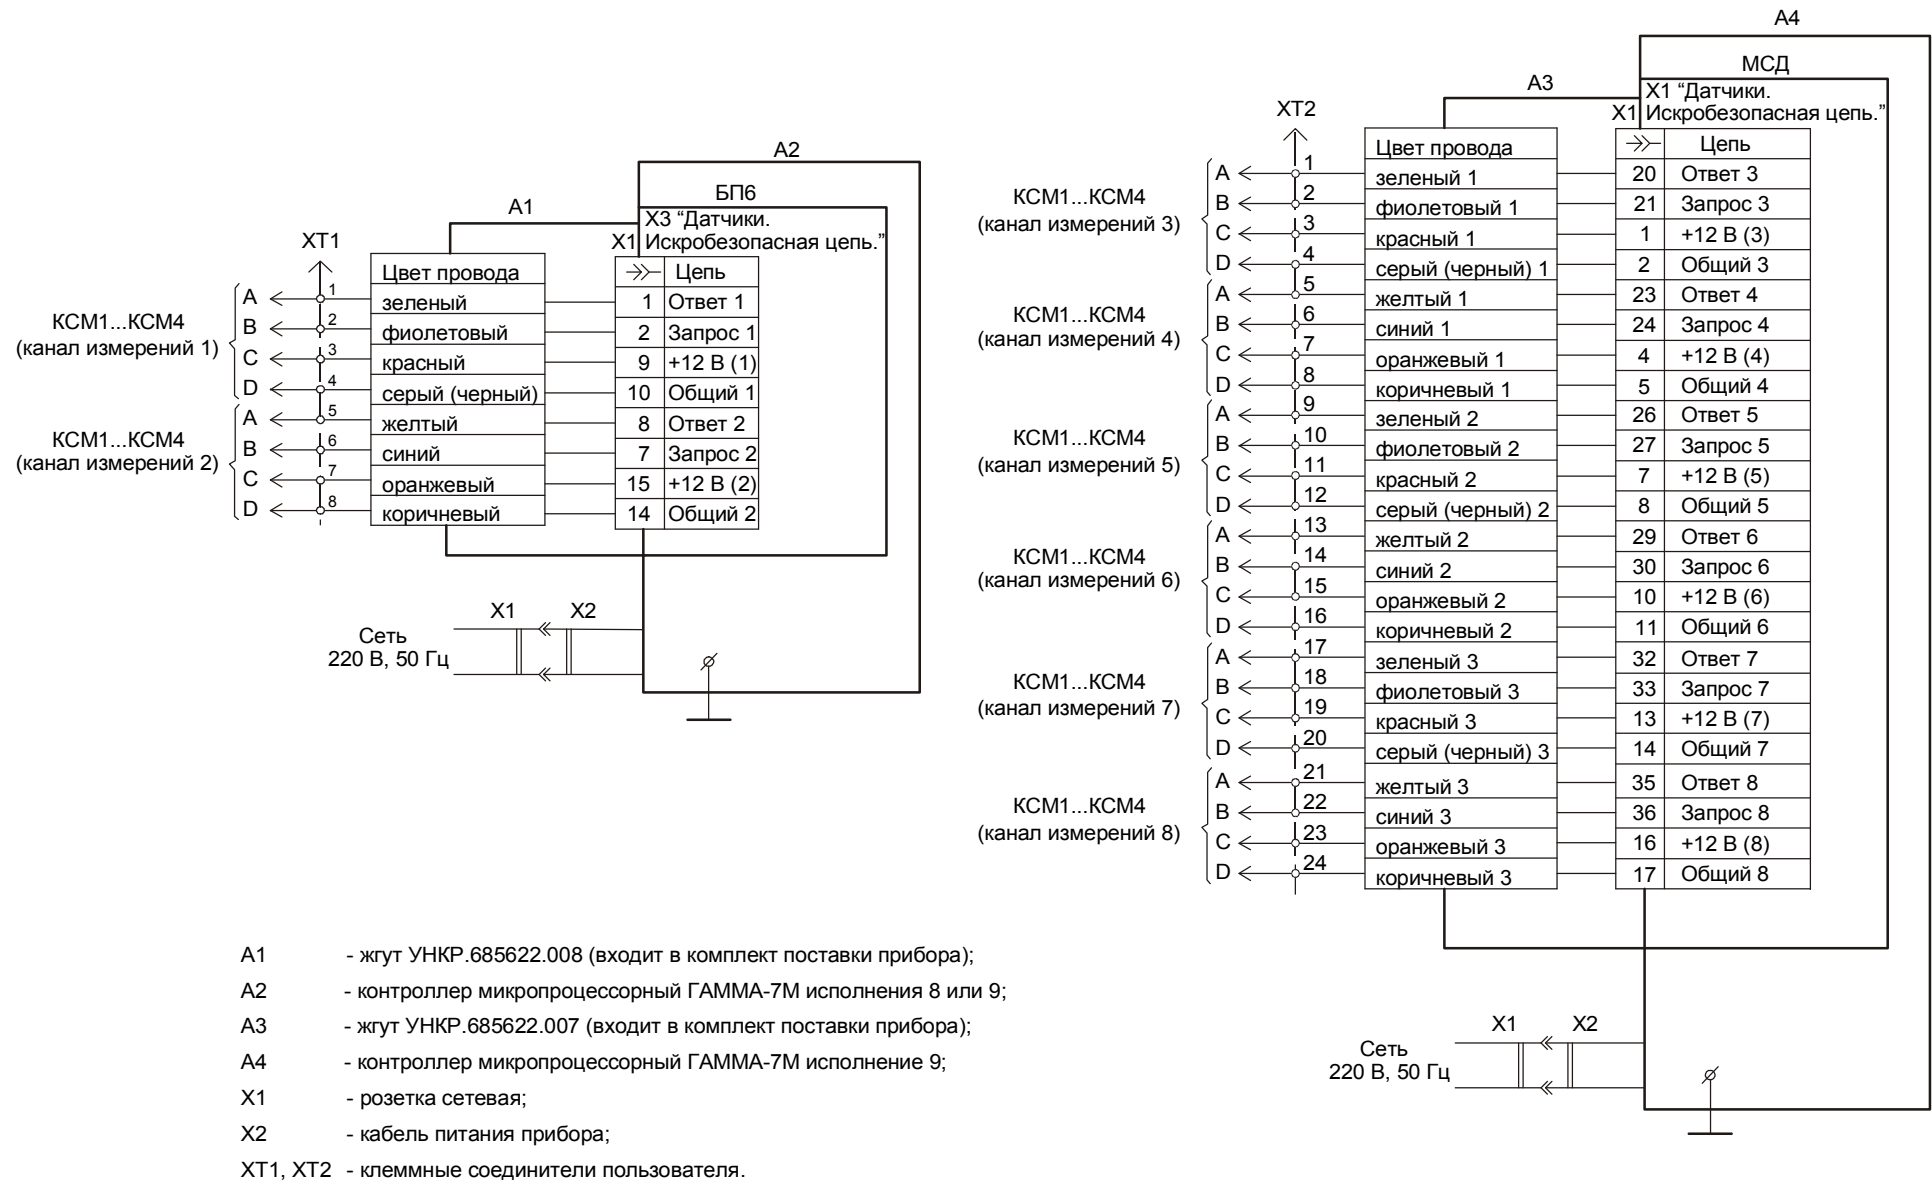 A2
БП6
A1
X3 “Датчики.
Искробезопасная цепь.”
X1
XT1
Цвет провода
Цепь
КСМ1...КСМ4
(канал измерений 1)
A 1 зеленый 1 Ответ 1
B 2 фиолетовый 2 Запрос 1
C 3 красный 9 +12 В (1)
D 4 серый (черный) 10 Общий 1
КСМ1...КСМ4
(канал измерений 2)
A 5 желтый 8 Ответ 2
B 6 синий 7 Запрос 2
C 7 оранжевый 15 +12 В (2)
D 8 коричневый 14 Общий 2
X1 X2
Сеть
220 В, 50 Гц
A4
МСД
A3
X1 “Датчики.
Искробезопасная цепь.”
X1
XT2
Цвет провода
Цепь
КСМ1...КСМ4
(канал измерений 3)
A 1 зеленый 1 20 Ответ 3
B 2 фиолетовый 1 21 Запрос 3
C 3 красный 1 1 +12 В (3)
D 4 серый (черный) 1 2 Общий 3
КСМ1...КСМ4
(канал измерений 4)
A 5 желтый 1 23 Ответ 4
B 6 синий 1 24 Запрос 4
C 7 оранжевый 1 4 +12 В (4)
D 8 коричневый 1 5 Общий 4
КСМ1...КСМ4
(канал измерений 5)
A 9 зеленый 2 26 Ответ 5
B 10 фиолетовый 2 27 Запрос 5
C 11 красный 2 7 +12 В (5)
D 12 серый (черный) 2 8 Общий 5
КСМ1...КСМ4
(канал измерений 6)
A 13 желтый 2 29 Ответ 6
B 14 синий 2 30 Запрос 6
C 15 оранжевый 2 10 +12 В (6)
D 16 коричневый 2 11 Общий 6
КСМ1...КСМ4
(канал измерений 7)
A 17 зеленый 3 32 Ответ 7
B 18 фиолетовый 3 33 Запрос 7
C 19 красный 3 13 +12 В (7)
D 20 серый (черный) 3 14 Общий 7
КСМ1...КСМ4
(канал измерений 8)
A 21 желтый 3 35 Ответ 8
B 22 синий 3 36 Запрос 8
C 23 оранжевый 3 16 +12 В (8)
D 24 коричневый 3 17 Общий 8
X1 X2
Сеть
220 В, 50 Гц
A1 - жгут УНКР.685622.008 (входит в комплект поставки прибора);
A2 - контроллер микропроцессорный ГАММА-7М исполнения 8 или 9;
A3 - жгут УНКР.685622.007 (входит в комплект поставки прибора);
A4 - контроллер микропроцессорный ГАММА-7М исполнение 9;
X1 - розетка сетевая;
X2 - кабель питания прибора;
XT1, XT2 - клеммные соединители пользователя.